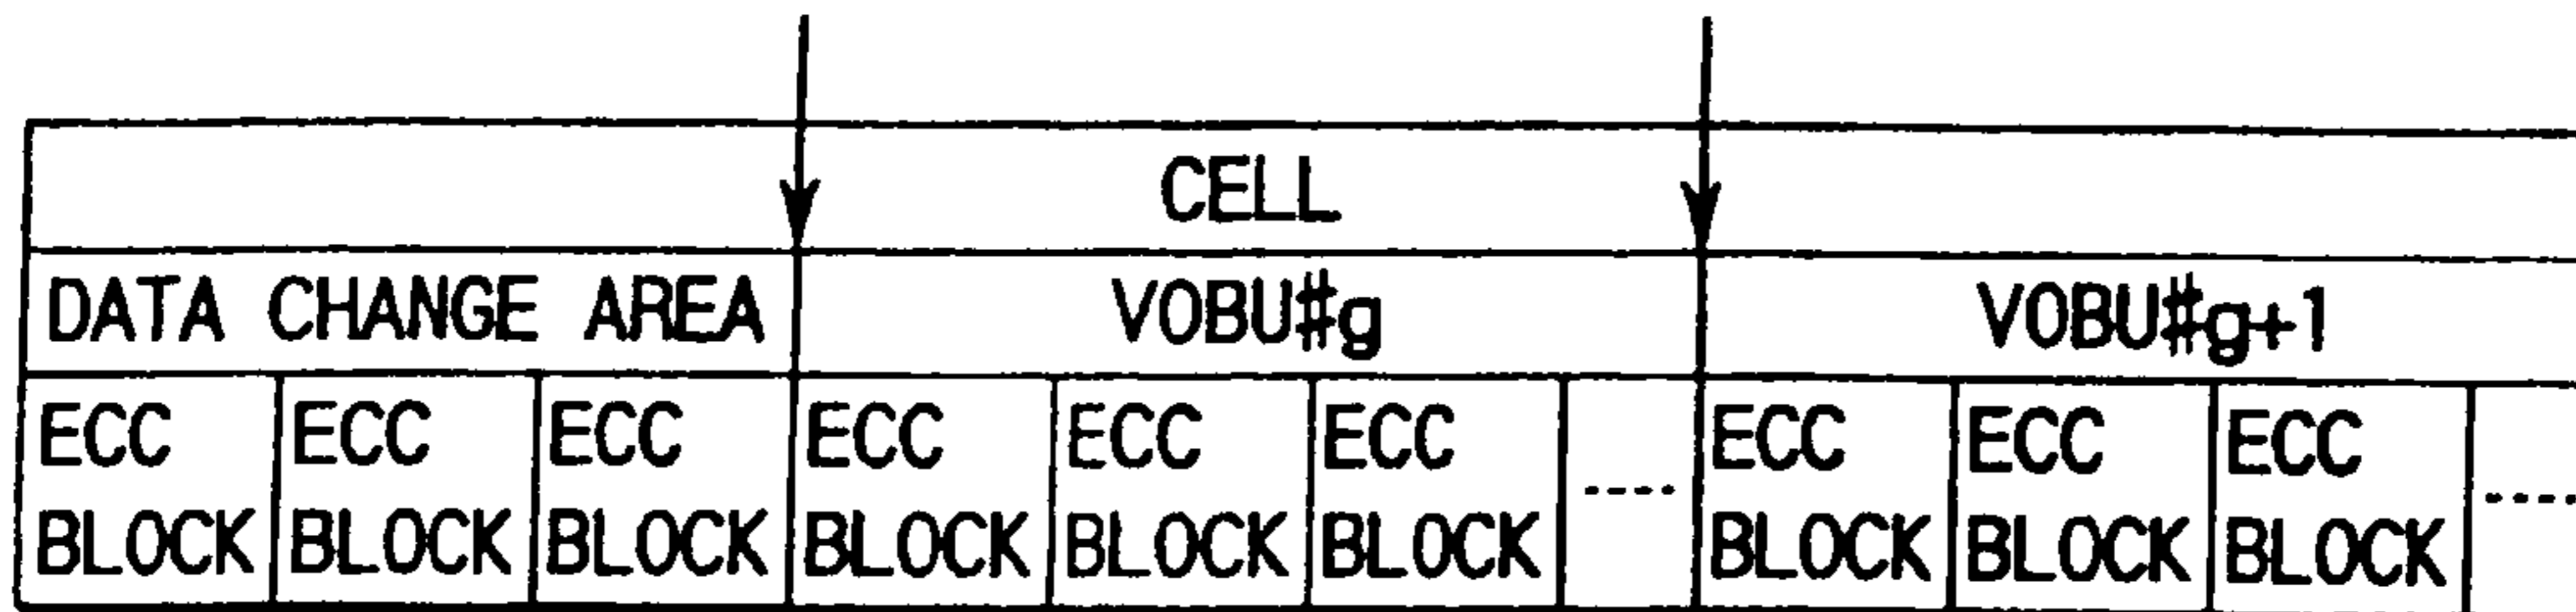 CELL
DATA CHANGE AREA VOBU#g VOBU#g+1
ECC ECC ECC ECC ECC ECC ECC ECC ECC
BLOCK BLOCK BLOCK BLOCK BLOCK BLOCK ---- BLOCK BLOCK BLOCK ----